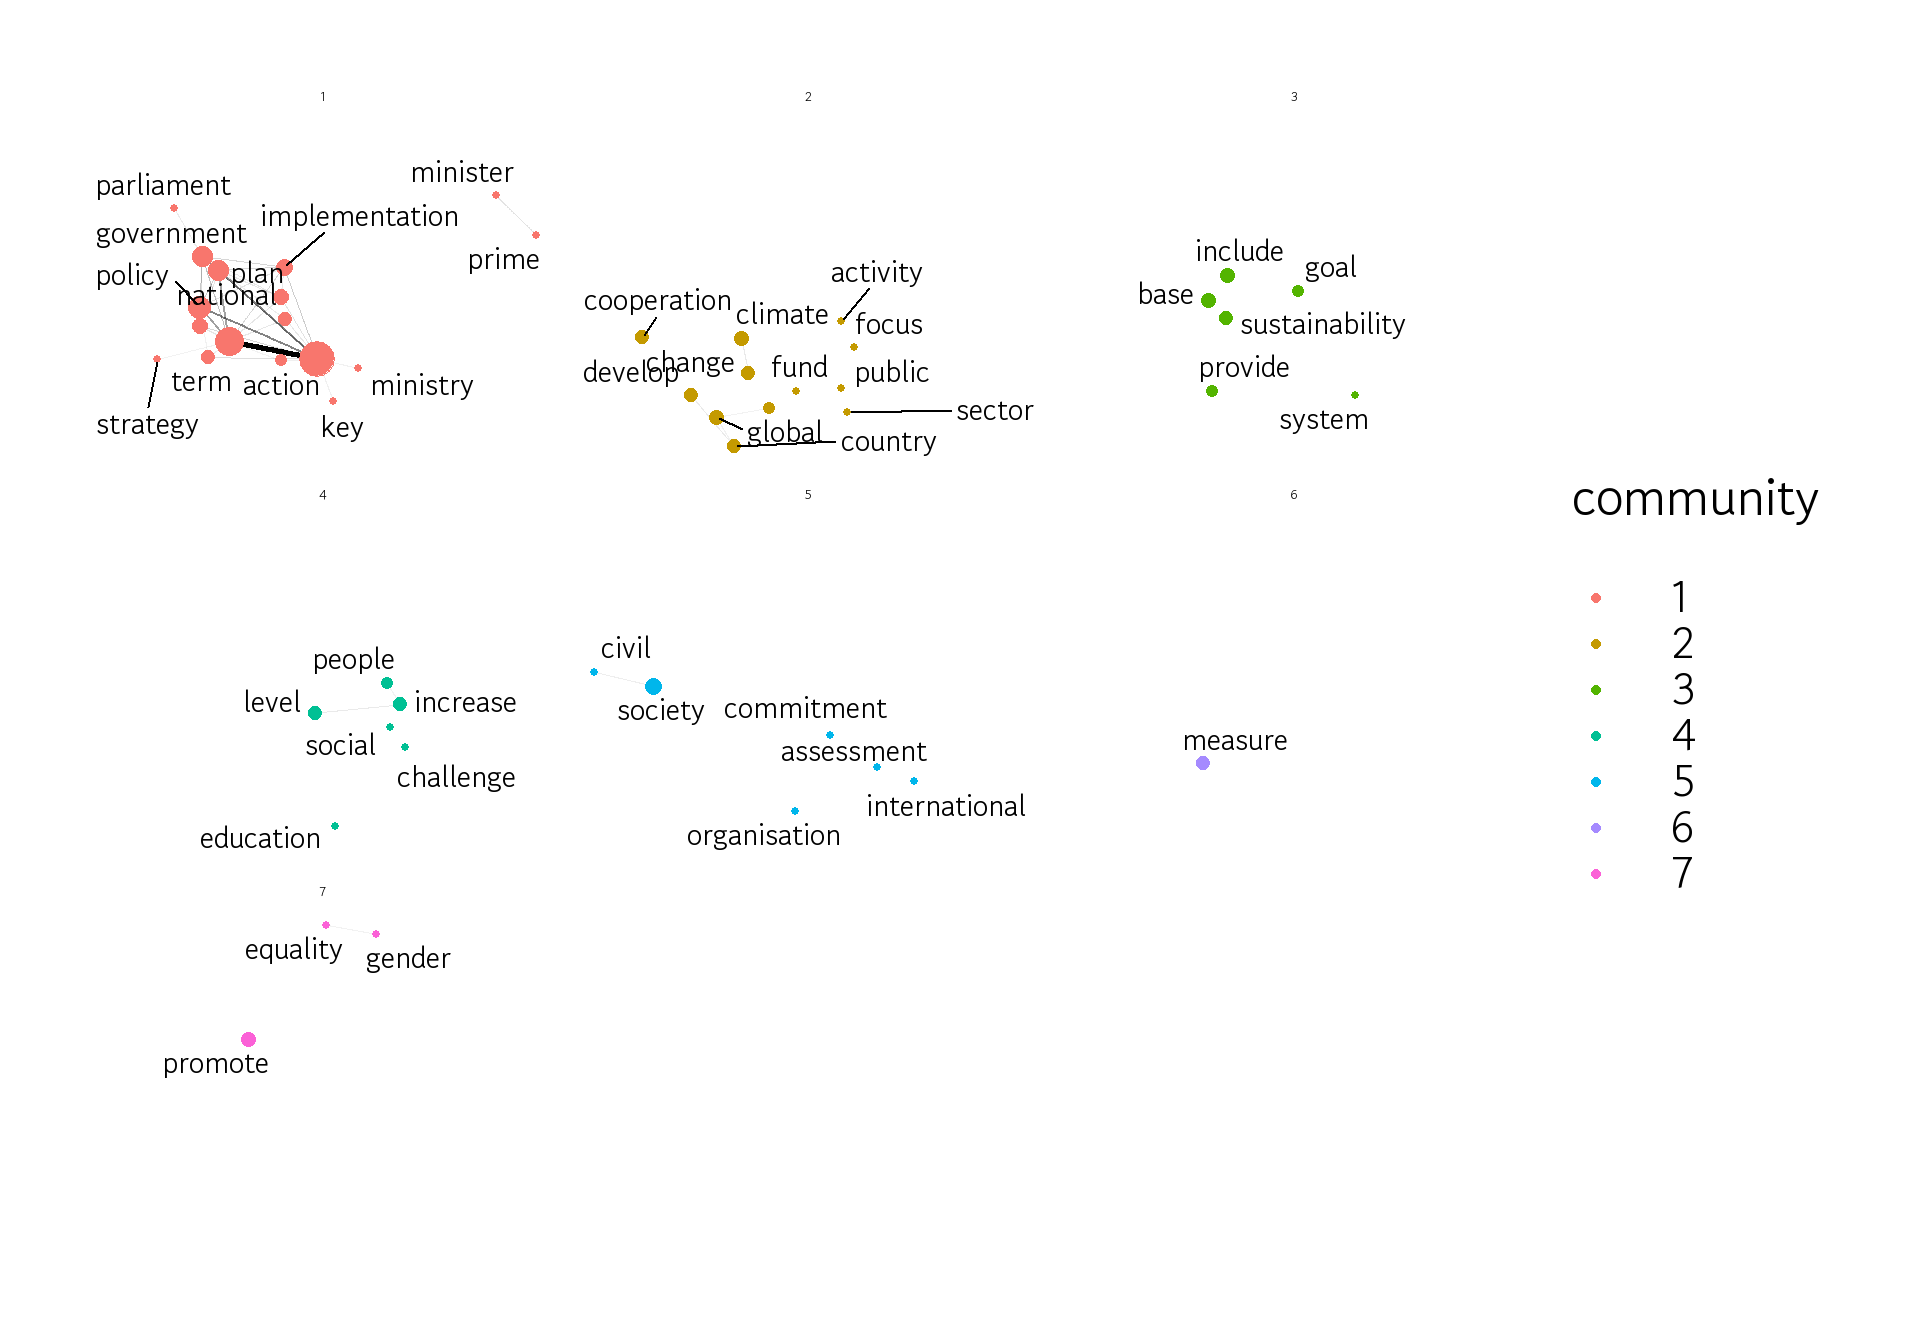 1
parliament
minister
implementation
government
prime
policy
plan
national
term
action
ministry
strategy
key
2
activity
cooperation
climate
focus
change
develop
fund
public
sector
global
country
3
include
goal
base
sustainability
provide
system
4
people
level
increase
social
challenge
education
5
civil
society
commitment
assessment
international
organisation
6
measure
7
equality
gender
promote
community
1
2
3
4
5
6
7